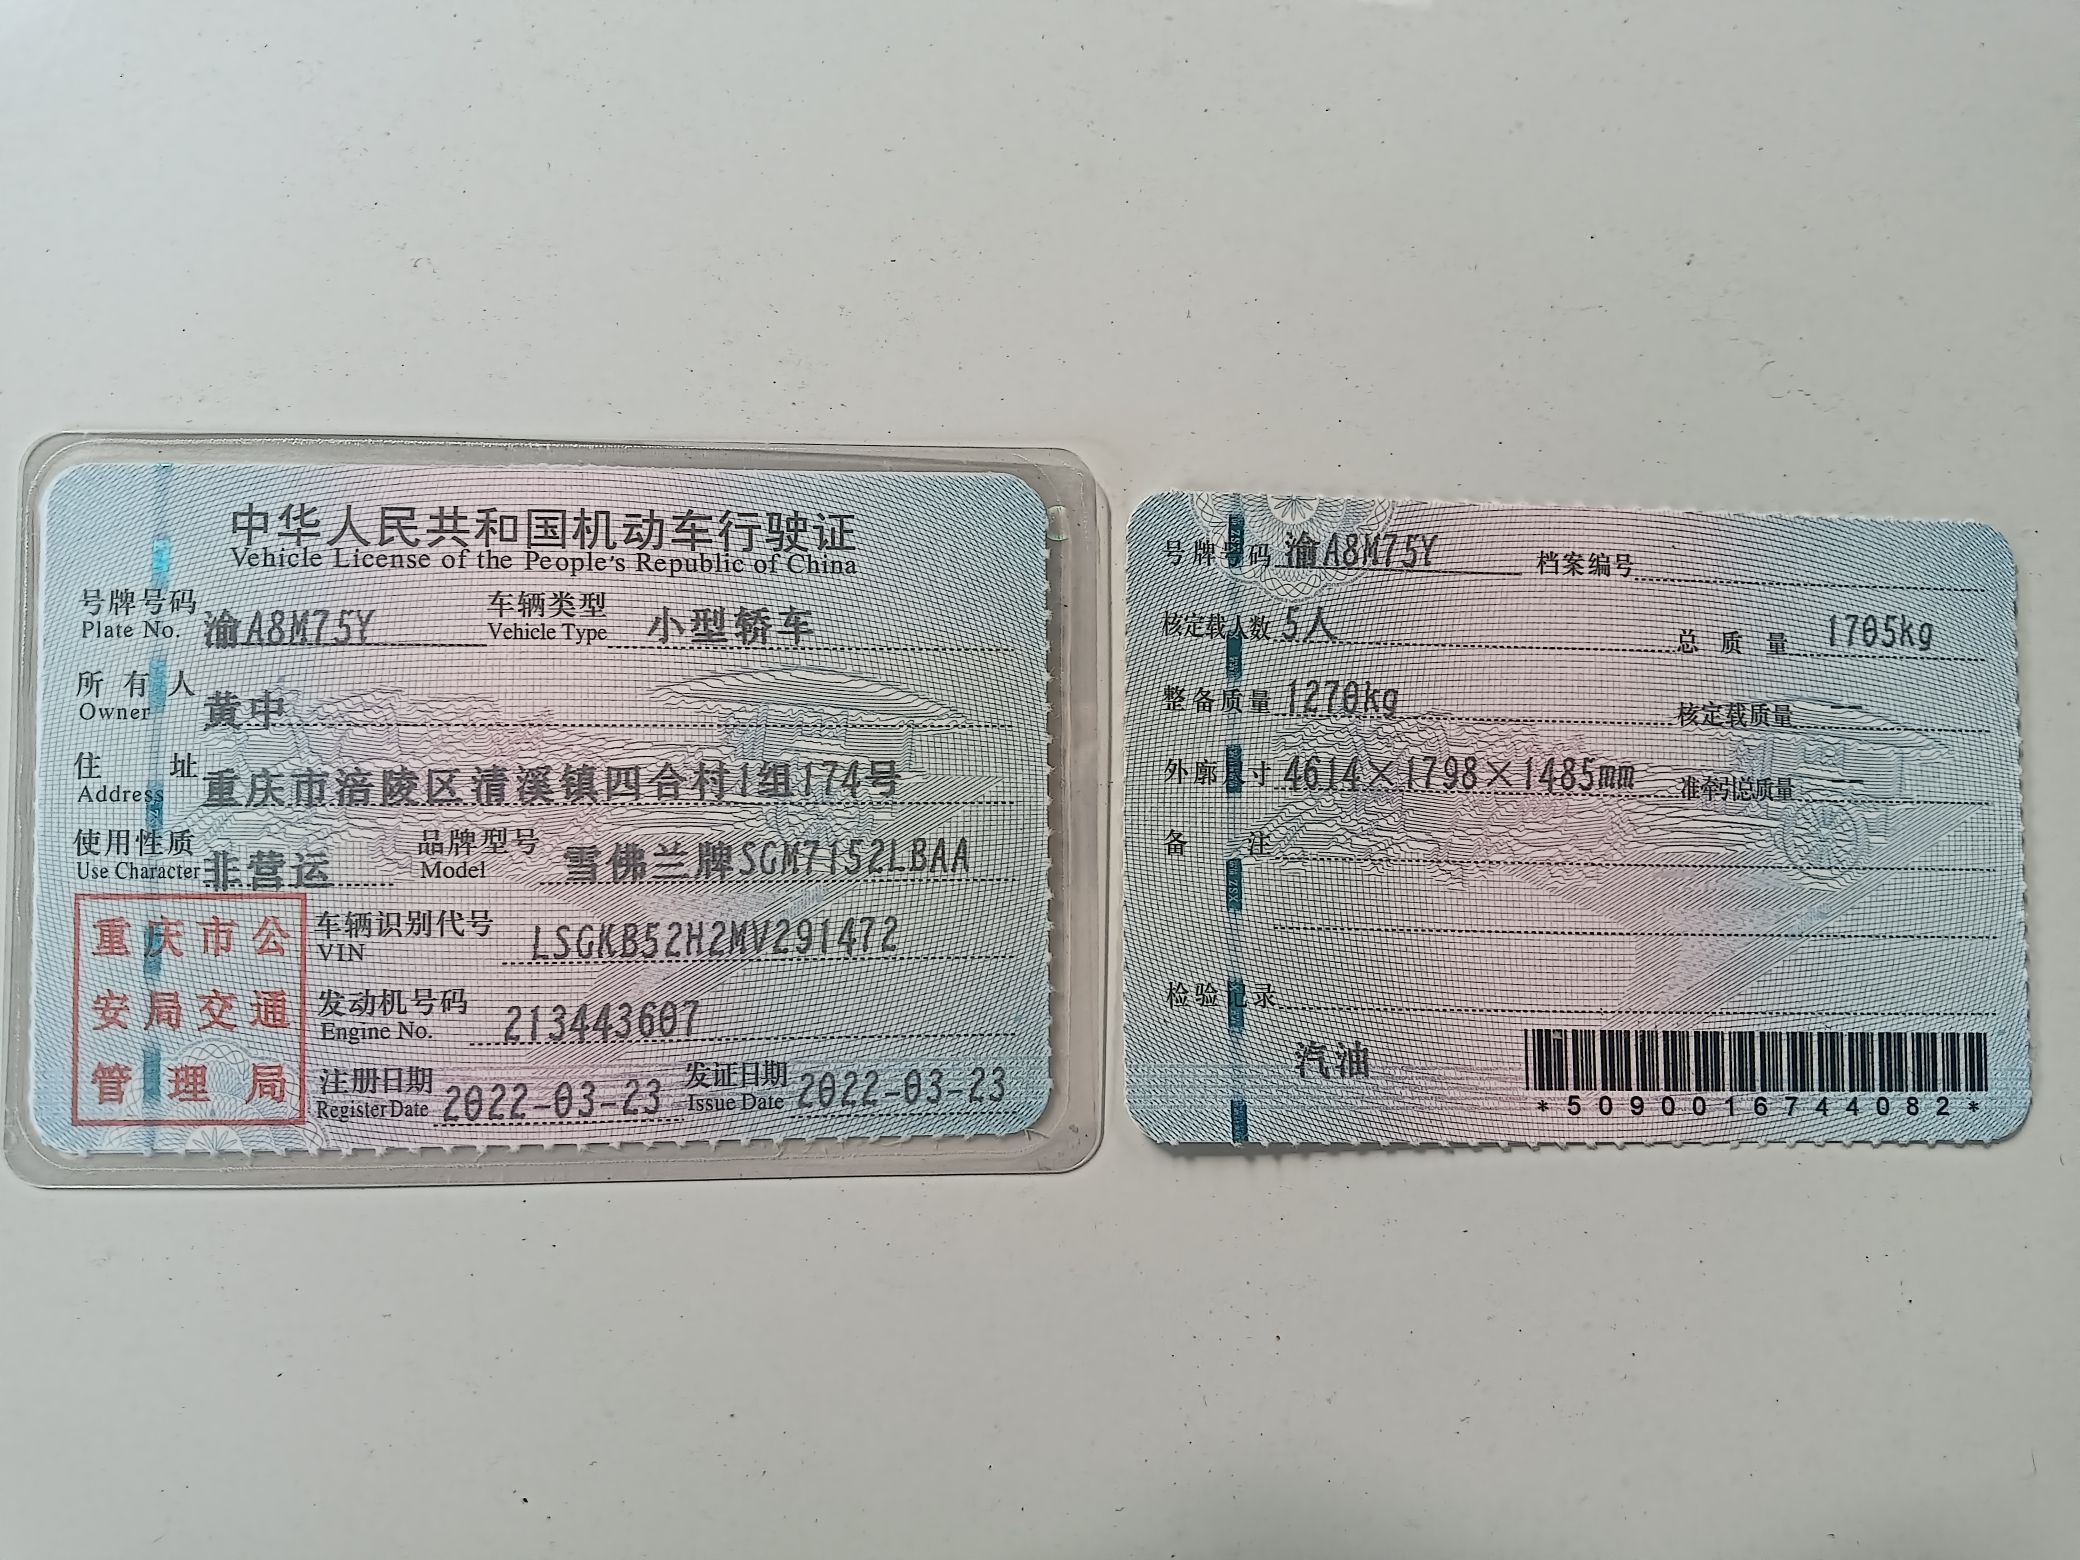 中华人民共和国机动车行驶证
Vehicle License of the People's Republic of China
号牌号码 渝A8M75Y 车辆类型 小型轿车
Plate No. Vehicle Type
所有人 黄中
Owner
住址 重庆市涪陵区清溪镇四合村1组174号
Address
使用性质 非营运 品牌型号 雪佛兰牌SGM7152LBAA
Use Character Model
重庆市公
安局交通
管理局
车辆识别代号 LSGKB52H2MV291472
VIN
发动机号码 213443607
Engine No.
注册日期 2022-03-23 发证日期 2022-03-23
Register Date Issue Date
号牌号码 渝A8M75Y 档案编号
核定载人数 5人 总质量 1705kg
整备质量 1270kg 核定载质量 --
外廓尺寸 4614×1798×1485mm 准牵引总质量 --
备注
检验记录
汽油
*5090016744082*